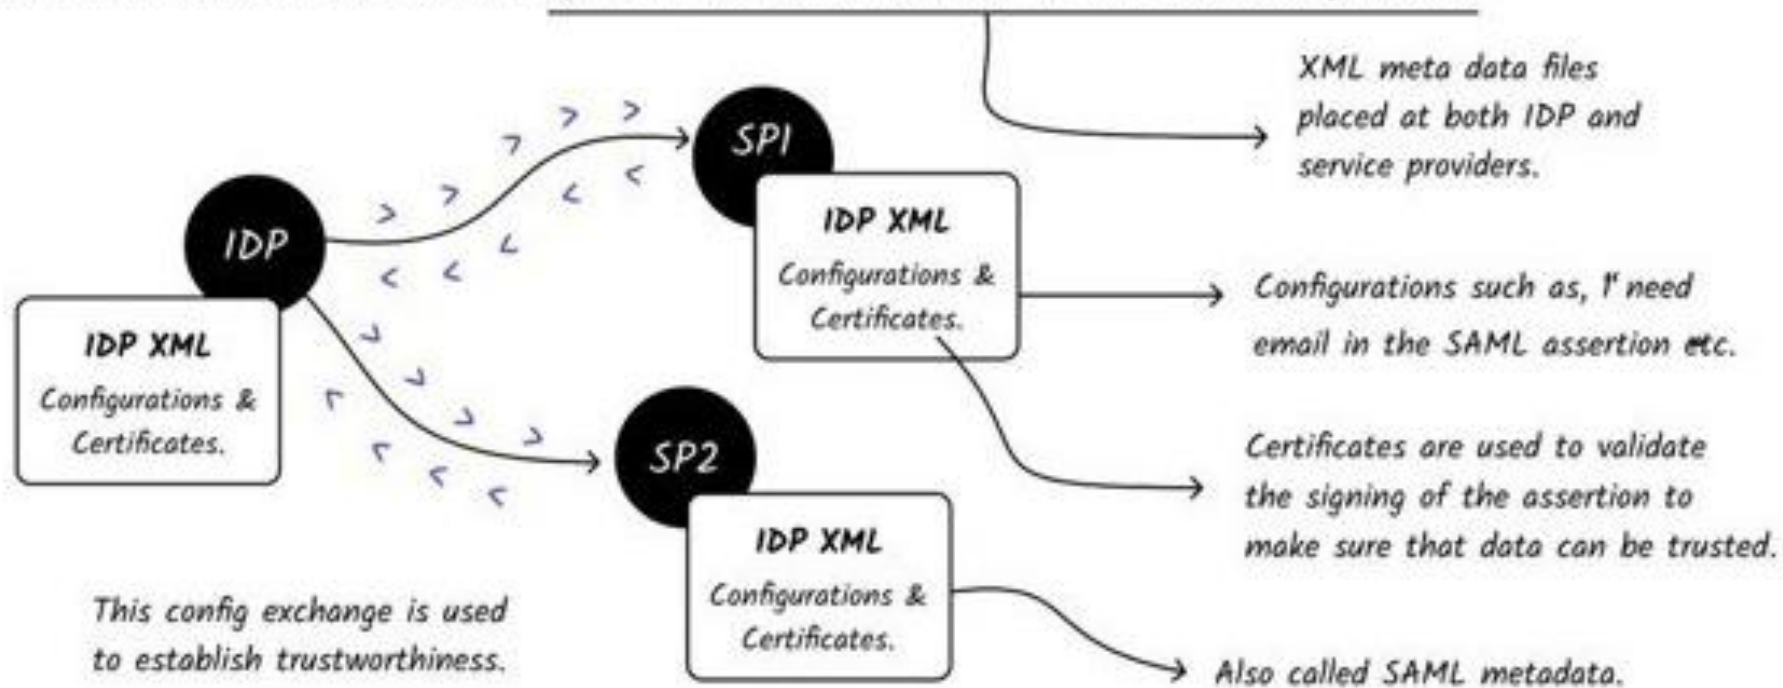 XML meta data files
placed at both IDP and
service providers.
SP1
IDP
IDP XML
Configurations &
Certificates.
Configurations such as, I need
email in the SAML assertion etc.
IDP XML
Configurations &
Certificates.
SP2
Certificates are used to validate
the signing of the assertion to
make sure that data can be trusted.
IDP XML
Configurations &
Certificates.
This config exchange is used
to establish trustworthiness.
Also called SAML metadata.